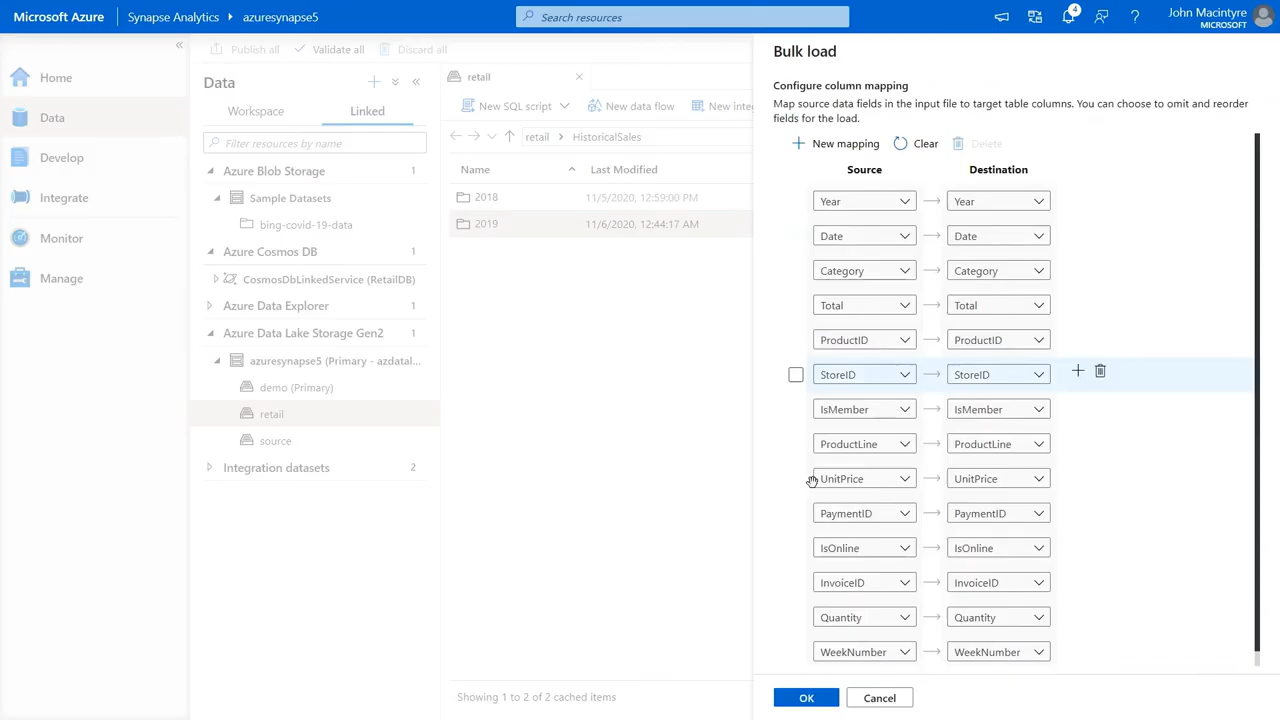 Microsoft Azure
Synapse Analytics
azuresynapse5
Search resources
4
John Macintyre
MICROSOFT
Home
Data
Develop
Integrate
Monitor
Manage
Publish all
Validate all
Discard all
Data
Workspace
Linked
Filter resources by name
Azure Blob Storage 1
Sample Datasets
bing-covid-19-data
Azure Cosmos DB 1
CosmosDbLinkedService (RetailDB)
Azure Data Explorer 1
Azure Data Lake Storage Gen2 1
azuresynapse5 (Primary - azdatal...
demo (Primary)
retail
source
Integration datasets 2
retail
New SQL script
New data flow
New inte
retail
HistoricalSales
Name Last Modified
2018 11/5/2020, 12:59:00 PM
2019 11/6/2020, 12:44:17 AM
Showing 1 to 2 of 2 cached items
Bulk load
Configure column mapping
Map source data fields in the input file to target table columns. You can choose to omit and reorder
fields for the load.
New mapping Clear Delete
Source Destination
Year Year
Date Date
Category Category
Total Total
ProductID ProductID
StoreID StoreID
IsMember IsMember
ProductLine ProductLine
UnitPrice UnitPrice
PaymentID PaymentID
IsOnline IsOnline
InvoiceID InvoiceID
Quantity Quantity
WeekNumber WeekNumber
OK Cancel